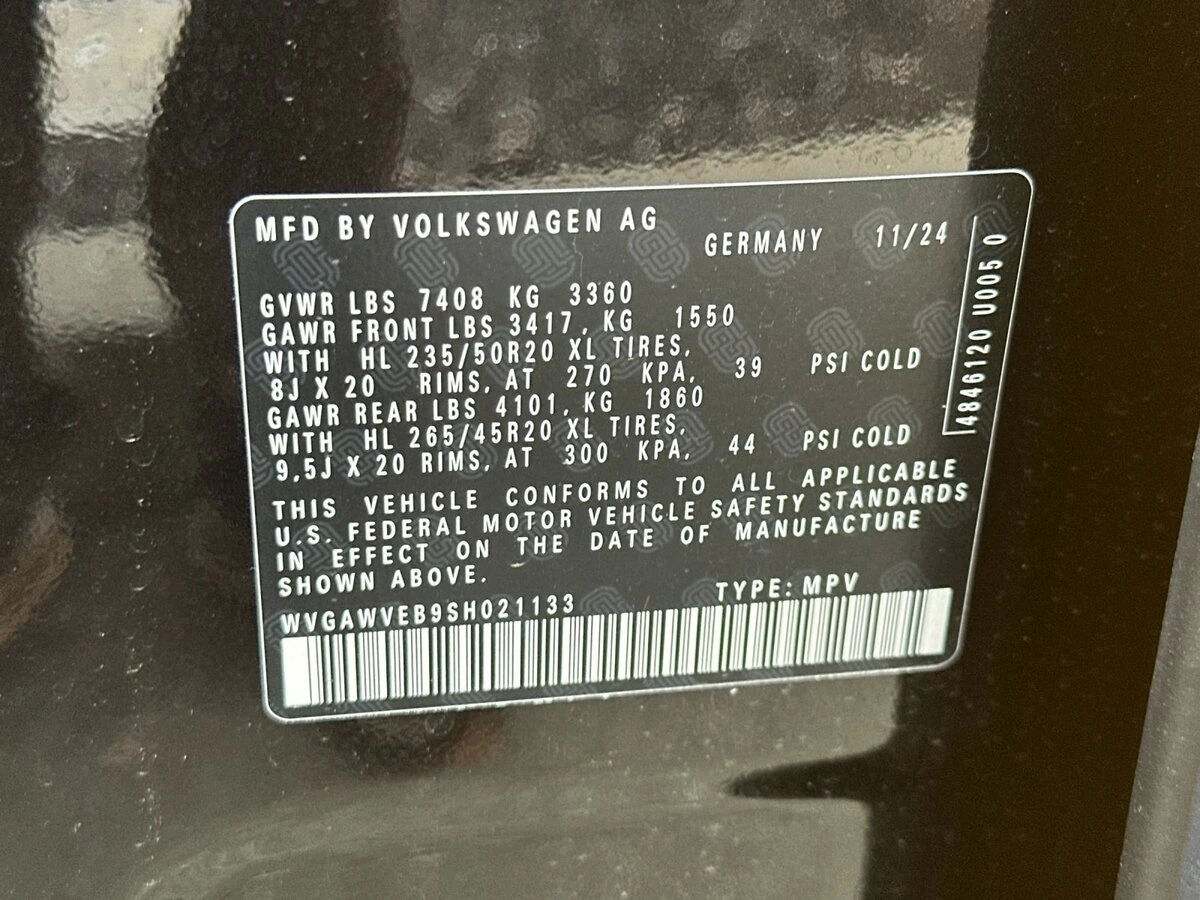 MFD BY VOLKSWAGEN AG
GERMANY 11/24
GVWR LBS 7408 KG 3360
GAWR FRONT LBS 3417, KG 1550
WITH HL 235/50R20 XL TIRES,
8J X 20 RIMS, AT 270 KPA, 39 PSI COLD
GAWR REAR LBS 4101, KG 1860
WITH HL 265/45R20 XL TIRES,
9,5J X 20 RIMS, AT 300 KPA, 44 PSI COLD
THIS VEHICLE CONFORMS TO ALL APPLICABLE
U.S. FEDERAL MOTOR VEHICLE SAFETY STANDARDS
IN EFFECT ON THE DATE OF MANUFACTURE
SHOWN ABOVE.
WVGAWVEB9SH021133 TYPE: MPV
4846120 U005 0